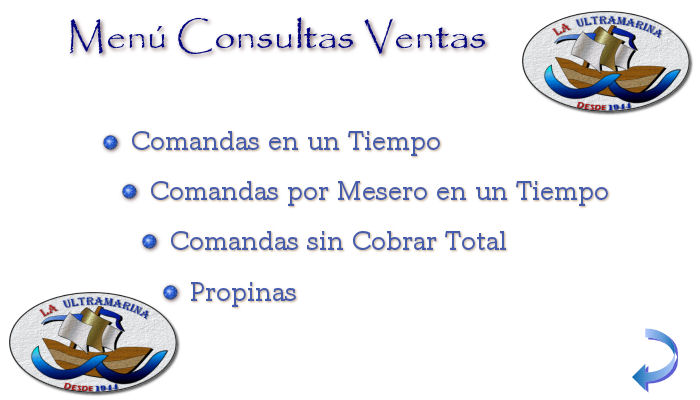 Menú Consultas Ventas
LA ULTRAMARINA
DESDE 1944
Comandas en un Tiempo
Comandas por Mesero en un Tiempo
Comandas sin Cobrar Total
Propinas
LA ULTRAMARINA
DESDE 1944